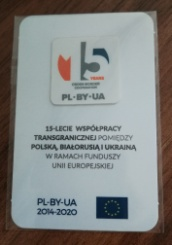 15
PL-BY-UA
15-LECIE WSPÓŁPRACY
TRANSGRANICZNEJ POMIĘDZY
POLSKĄ, BIAŁORUSIĄ I UKRAINĄ
W RAMACH FUNDUSZY
UNII EUROPEJSKIEJ
PL-BY-UA
2014-2020